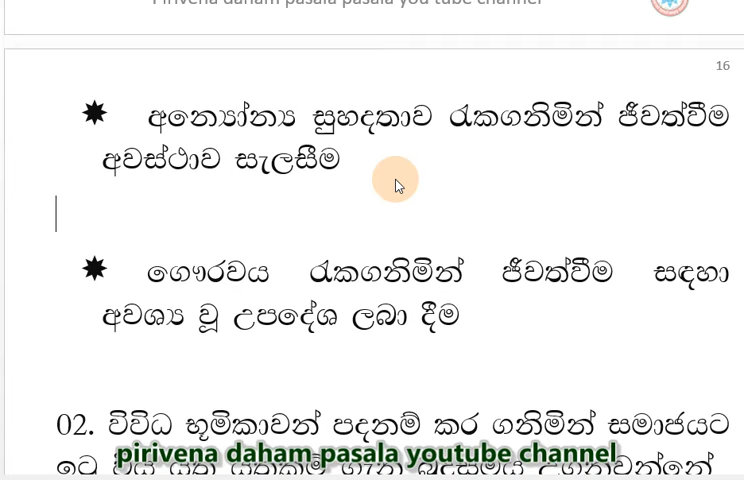 Pirivena daham pasala pasala you tube channel
16
✸ අන්‍යෝන්‍ය සුහදතාව රැකගනිමින් ජීවත්වීම
අවස්ථාව සැලසීම
✸ ගෞරවය රැකගනිමින් ජීවත්වීම සඳහා
අවශ්‍ය වූ උපදේශ ලබා දීම
02. විවිධ භූමිකාවන් පදනම් කර ගනිමින් සමාජයට
pirivena daham pasala youtube channel